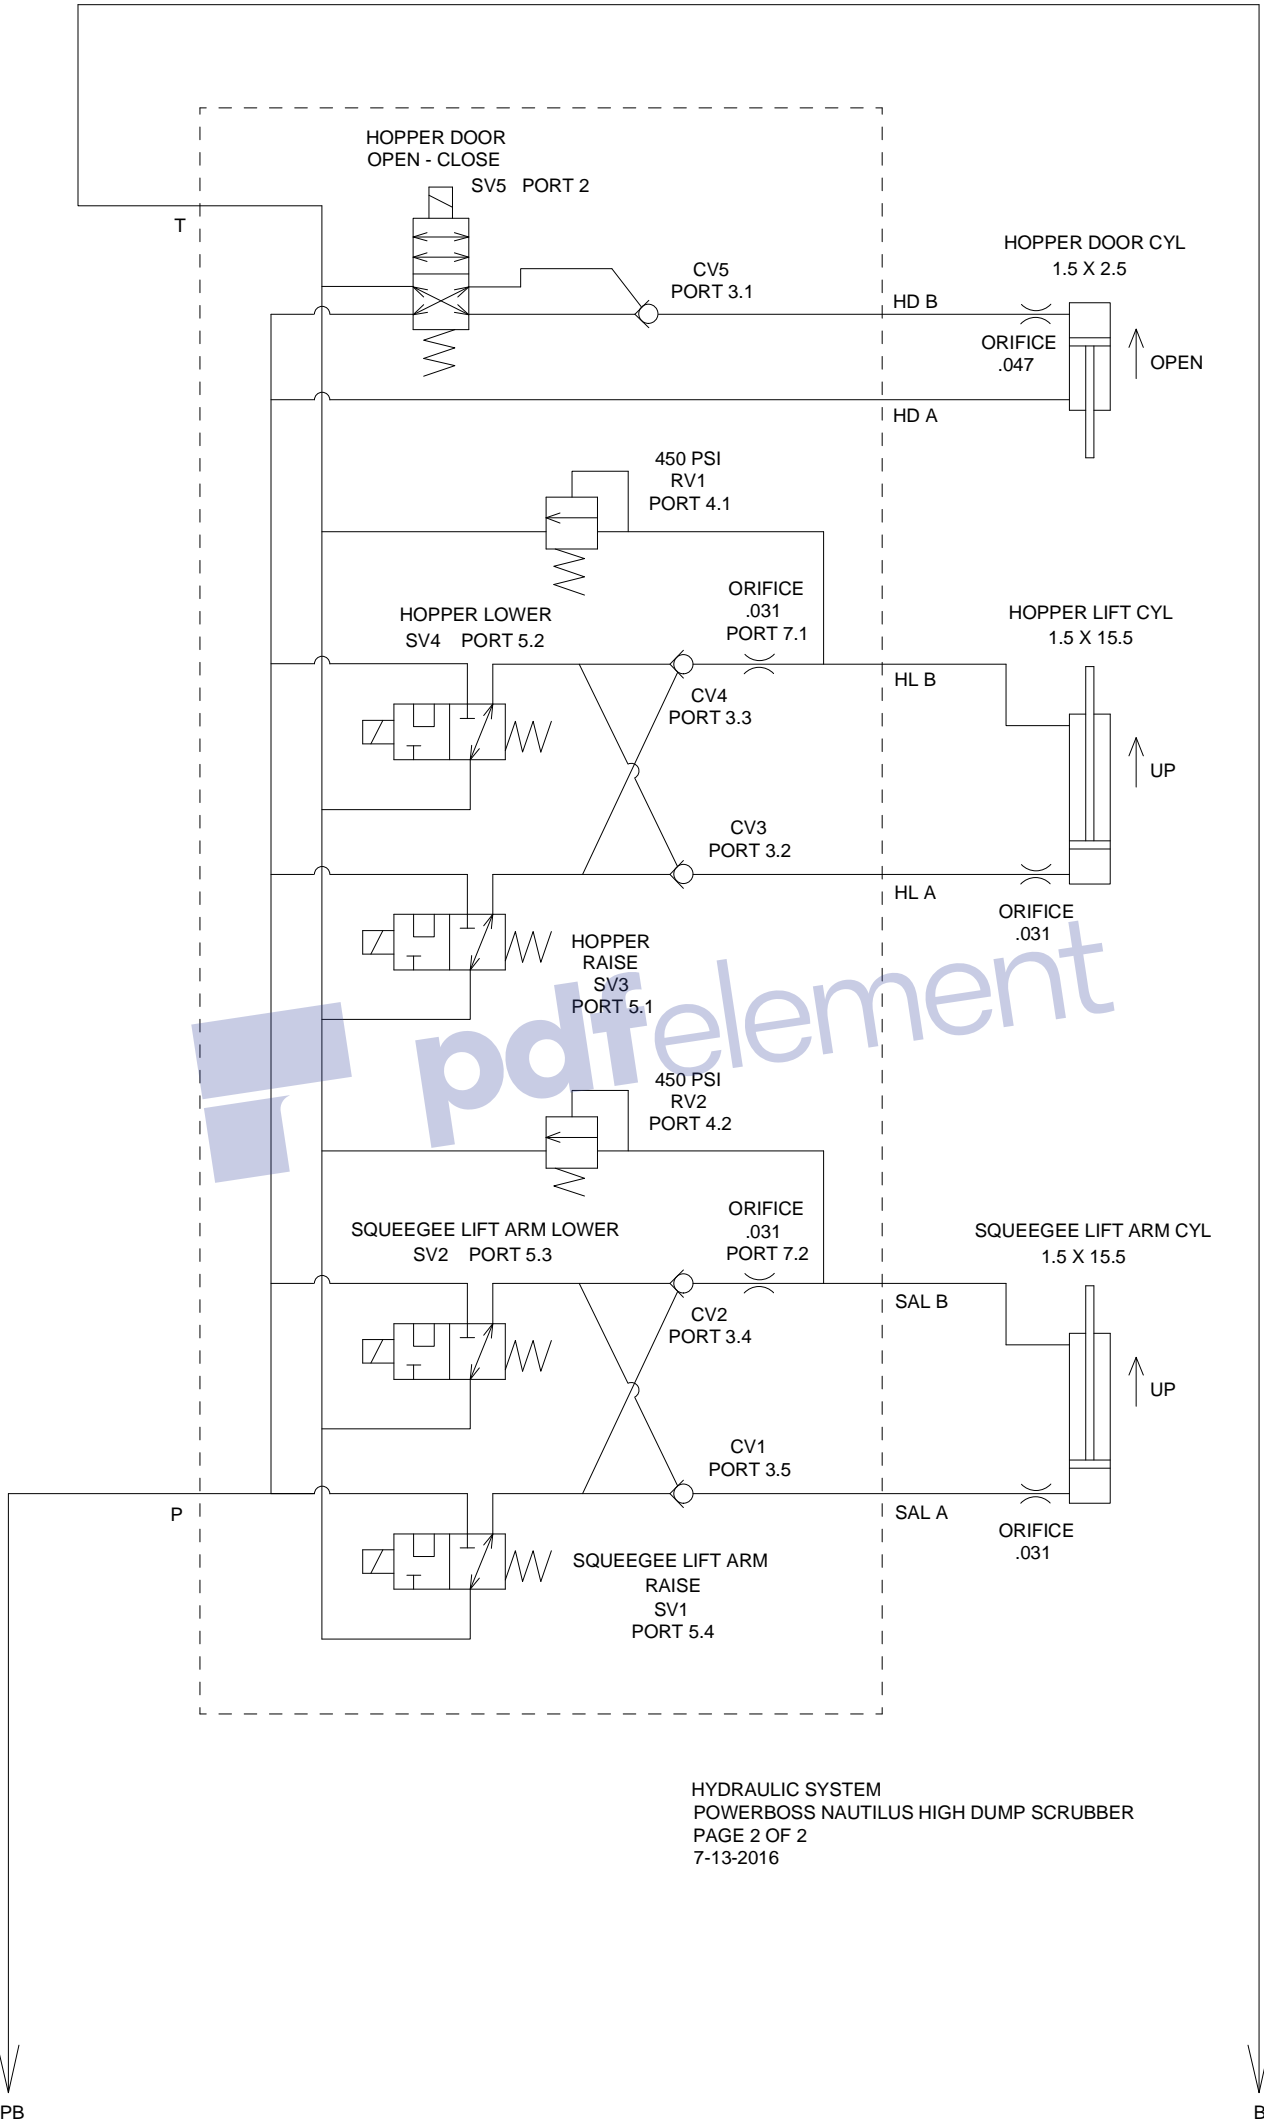 HOPPER DOOR
OPEN - CLOSE
SV5 PORT 2
T
HOPPER DOOR CYL
1.5 X 2.5
CV5
PORT 3.1
HD B
ORIFICE
.047
OPEN
HD A
450 PSI
RV1
PORT 4.1
ORIFICE
.031
PORT 7.1
HOPPER LOWER
SV4 PORT 5.2
HOPPER LIFT CYL
1.5 X 15.5
HL B
CV4
PORT 3.3
UP
CV3
PORT 3.2
HL A
ORIFICE
.031
HOPPER
RAISE
SV3
PORT 5.1
pdfelement
450 PSI
RV2
PORT 4.2
ORIFICE
.031
PORT 7.2
SQUEEGEE LIFT ARM LOWER
SV2 PORT 5.3
SQUEEGEE LIFT ARM CYL
1.5 X 15.5
SAL B
CV2
PORT 3.4
UP
CV1
PORT 3.5
P
SAL A
ORIFICE
.031
SQUEEGEE LIFT ARM
RAISE
SV1
PORT 5.4
HYDRAULIC SYSTEM
POWERBOSS NAUTILUS HIGH DUMP SCRUBBER
PAGE 2 OF 2
7-13-2016
PB
B